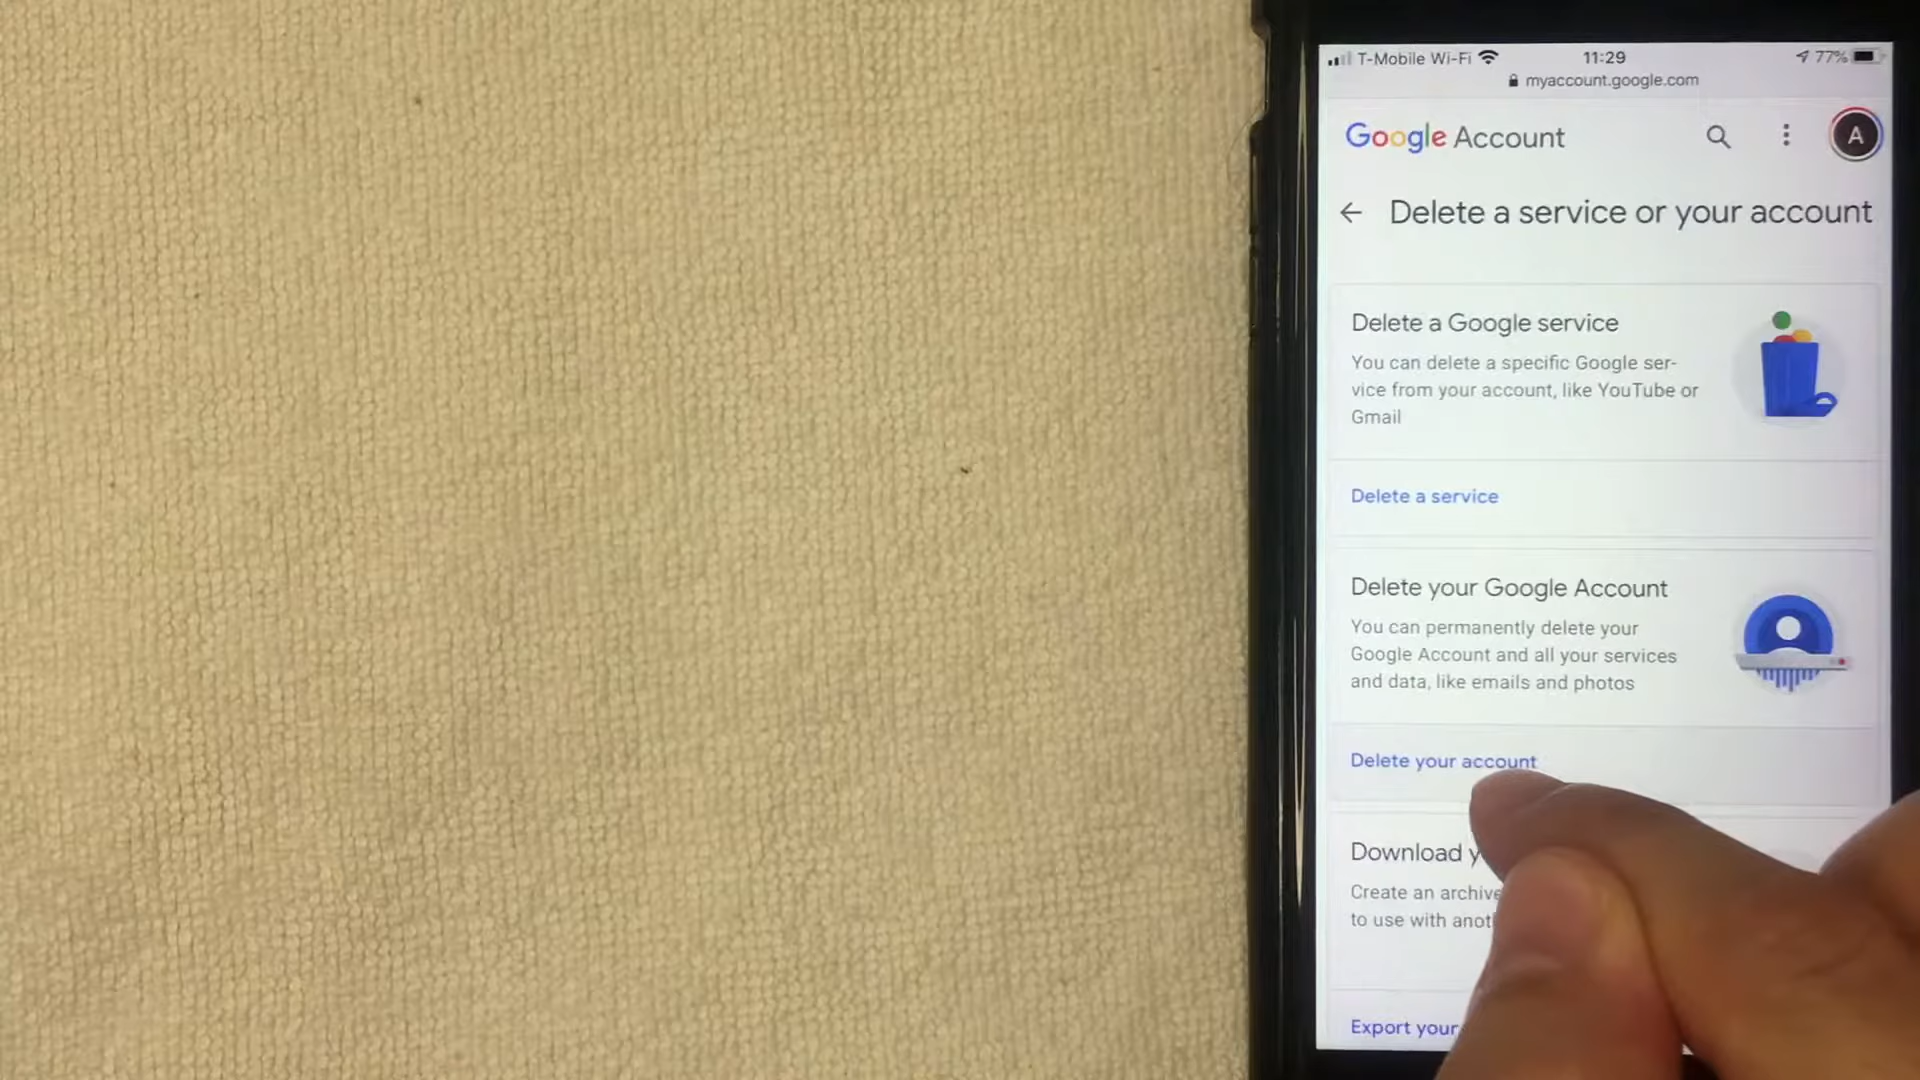 T-Mobile Wi-Fi 11:29 77%
myaccount.google.com
Google Account A
Delete a service or your account
Delete a Google service
You can delete a specific Google ser-
vice from your account, like YouTube or
Gmail
Delete a service
Delete your Google Account
You can permanently delete your
Google Account and all your services
and data, like emails and photos
Delete your account
Download
Create an archive
to use with
Export your